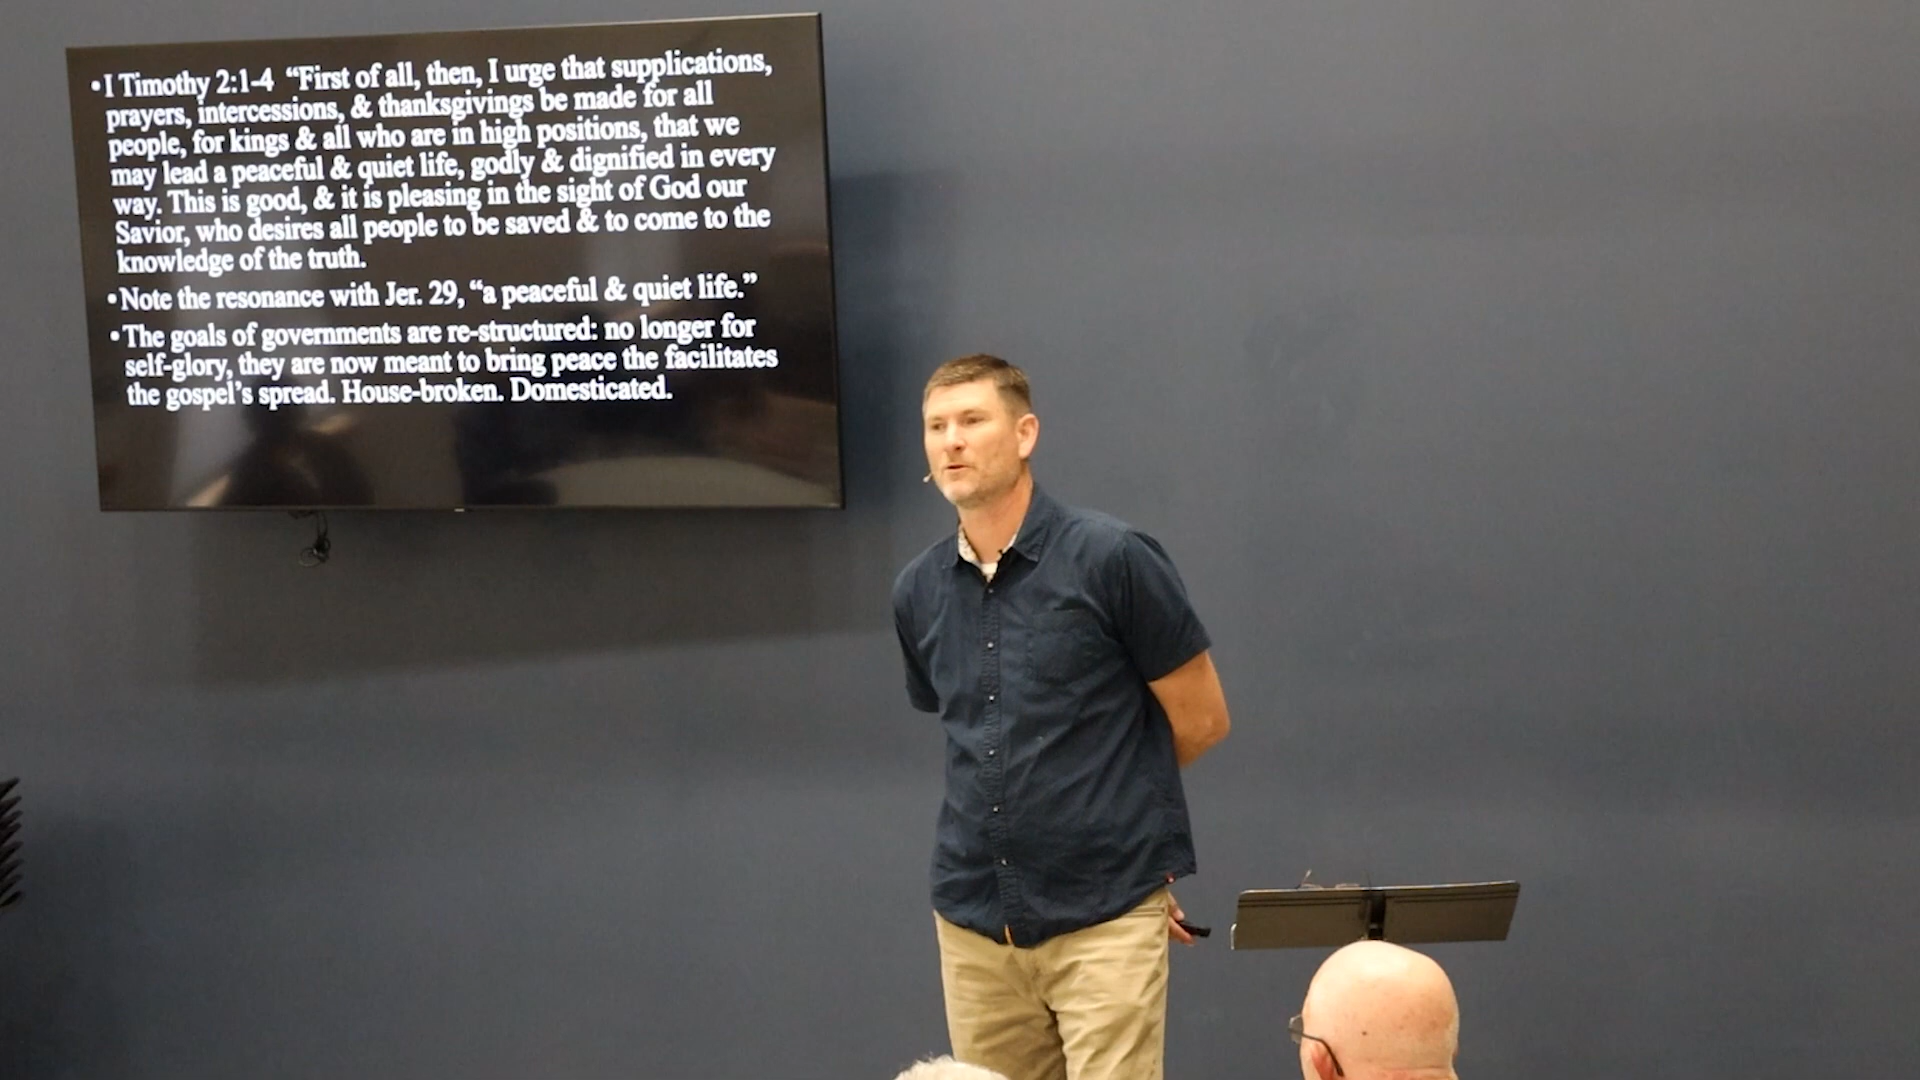 •I Timothy 2:1-4 “First of all, then, I urge that supplications,
prayers, intercessions, & thanksgivings be made for all
people, for kings & all who are in high positions, that we
may lead a peaceful & quiet life, godly & dignified in every
way. This is good, & it is pleasing in the sight of God our
Savior, who desires all people to be saved & to come to the
knowledge of the truth.
•Note the resonance with Jer. 29, “a peaceful & quiet life.”
•The goals of governments are re-structured: no longer for
self-glory, they are now meant to bring peace the facilitates
the gospel’s spread. House-broken. Domesticated.